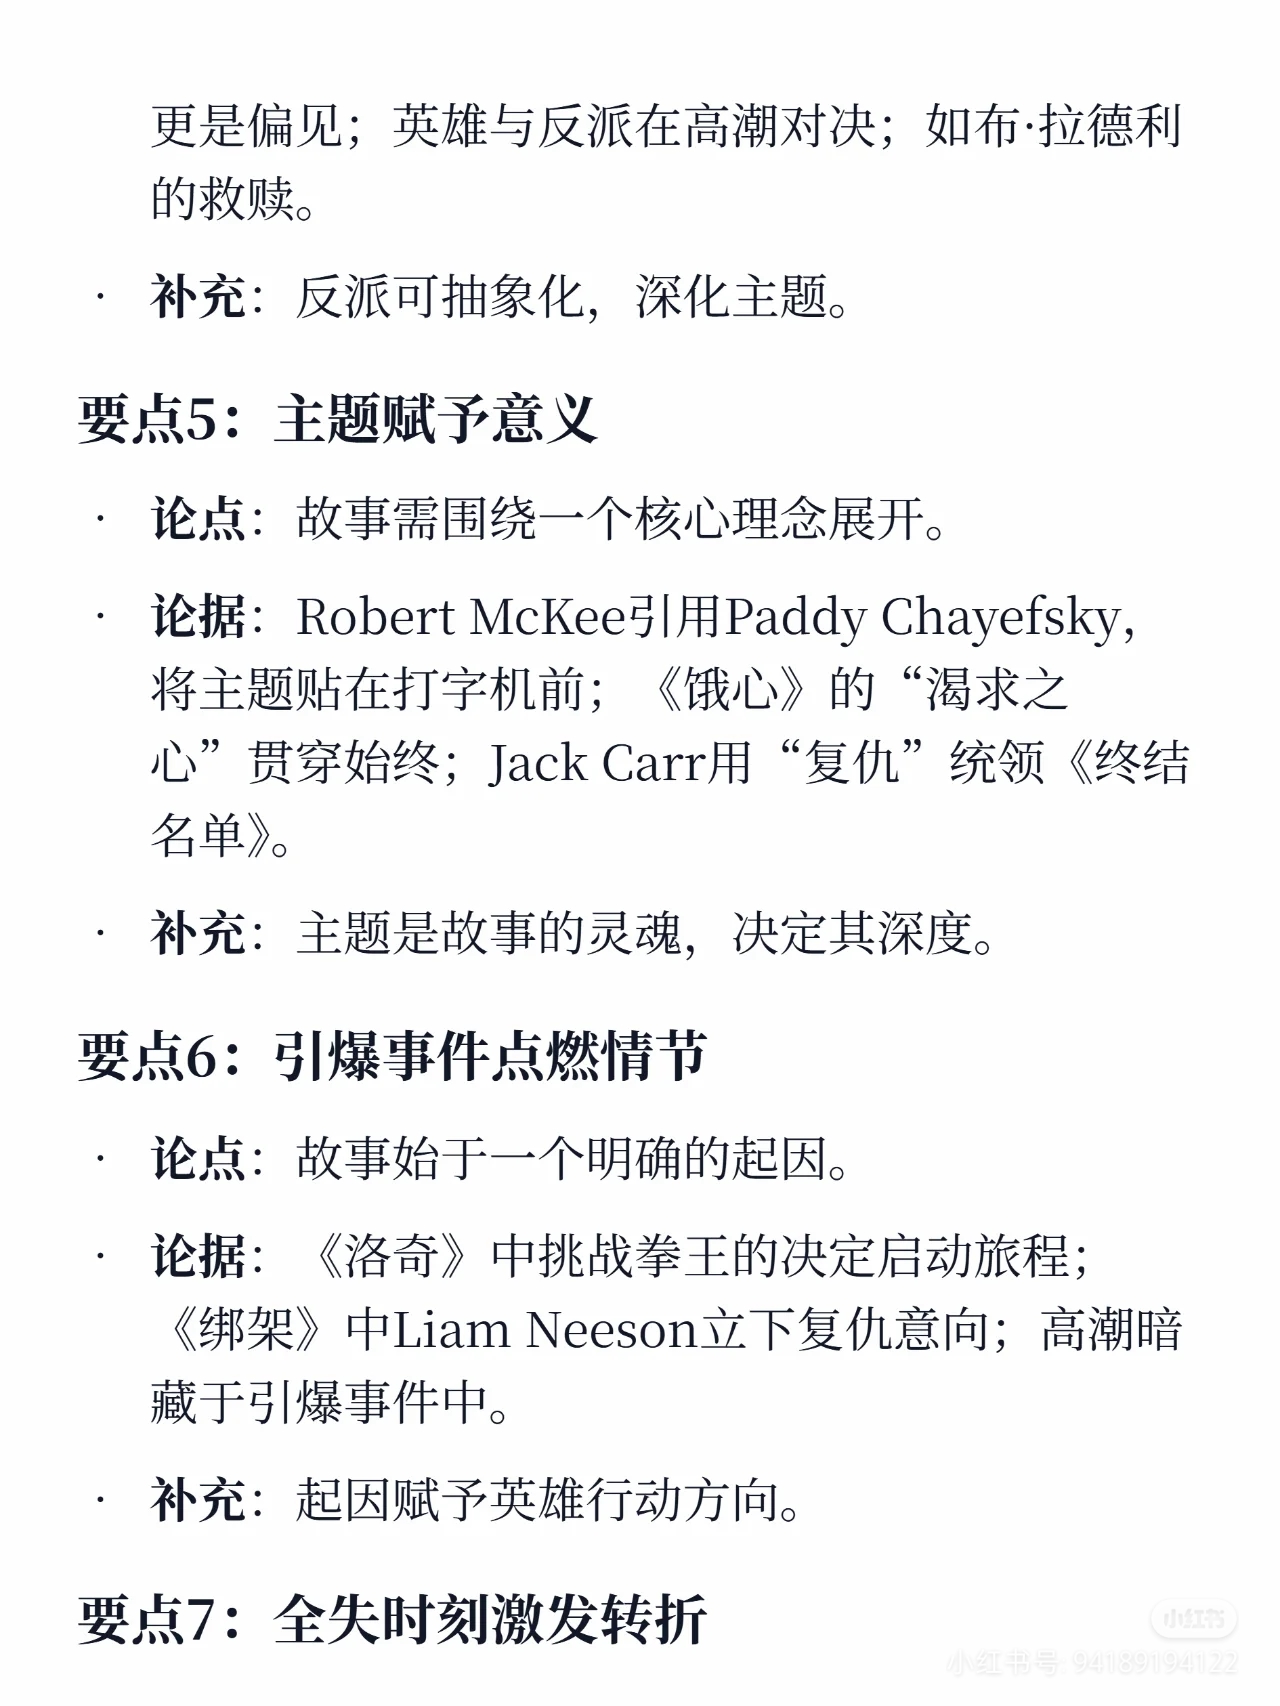 更是偏见；英雄与反派在高潮对决；如布·拉德利
的救赎。
· 补充：反派可抽象化，深化主题。
要点5：主题赋予意义
· 论点：故事需围绕一个核心理念展开。
· 论据：Robert McKee引用Paddy Chayefsky，
将主题贴在打字机前；《饿心》的“渴求之
心”贯穿始终；Jack Carr用“复仇”统领《终结
名单》。
· 补充：主题是故事的灵魂，决定其深度。
要点6：引爆事件点燃情节
· 论点：故事始于一个明确的起因。
· 论据：《洛奇》中挑战拳王的决定启动旅程；
《绑架》中Liam Neeson立下复仇意向；高潮暗
藏于引爆事件中。
· 补充：起因赋予英雄行动方向。
要点7：全失时刻激发转折
小红书
小红书号: 94189194122